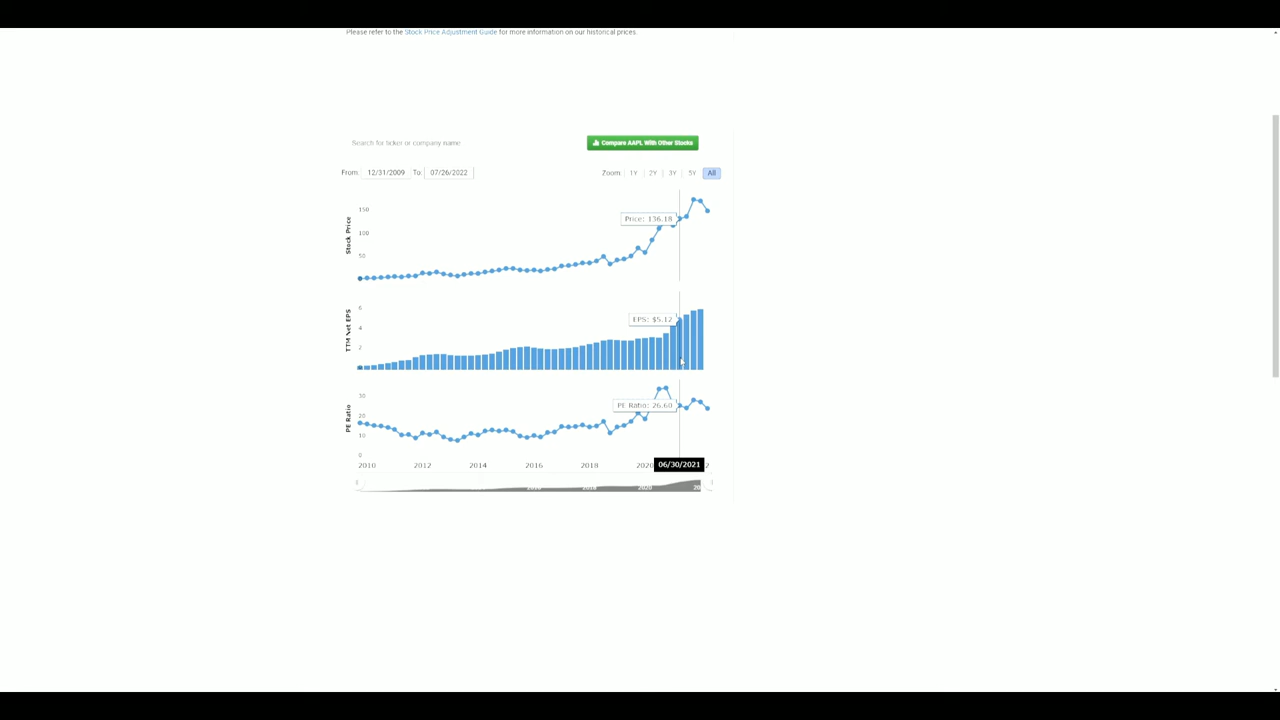 Please refer to the Stock Price Adjustment Guide for more information on our historical prices.
Search for ticker or company name
Compare AAPL With Other Stocks
From: 12/31/2009 To: 07/26/2022
Zoom: 1Y 2Y 3Y 5Y All
Stock Price
150
100
50
Price: 136.18
TTM Net EPS
6
4
2
EPS: $5.12
PE Ratio
30
20
10
0
PE Ratio: 26.60
2010 2012 2014 2016 2018 2020
06/30/2021
2016 2018 2020